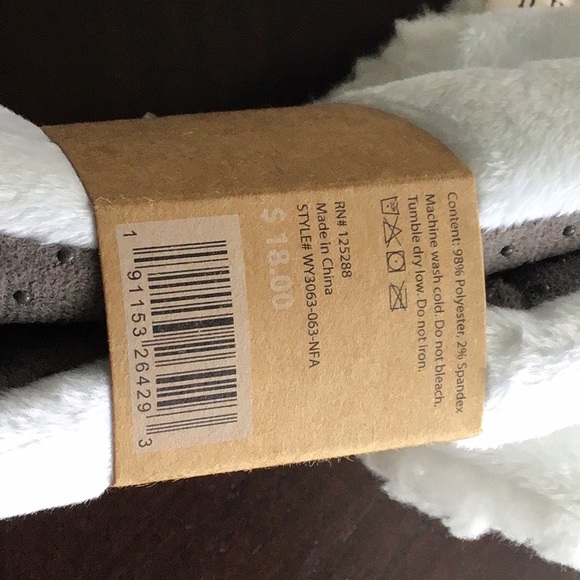 Content: 98% Polyester, 2% Spandex
Machine wash cold. Do not bleach.
Tumble dry low. Do not iron.
RN# 125288
Made in China
STYLE# WY3063-063-NFA
$ 18.00
1 91153 26429 3